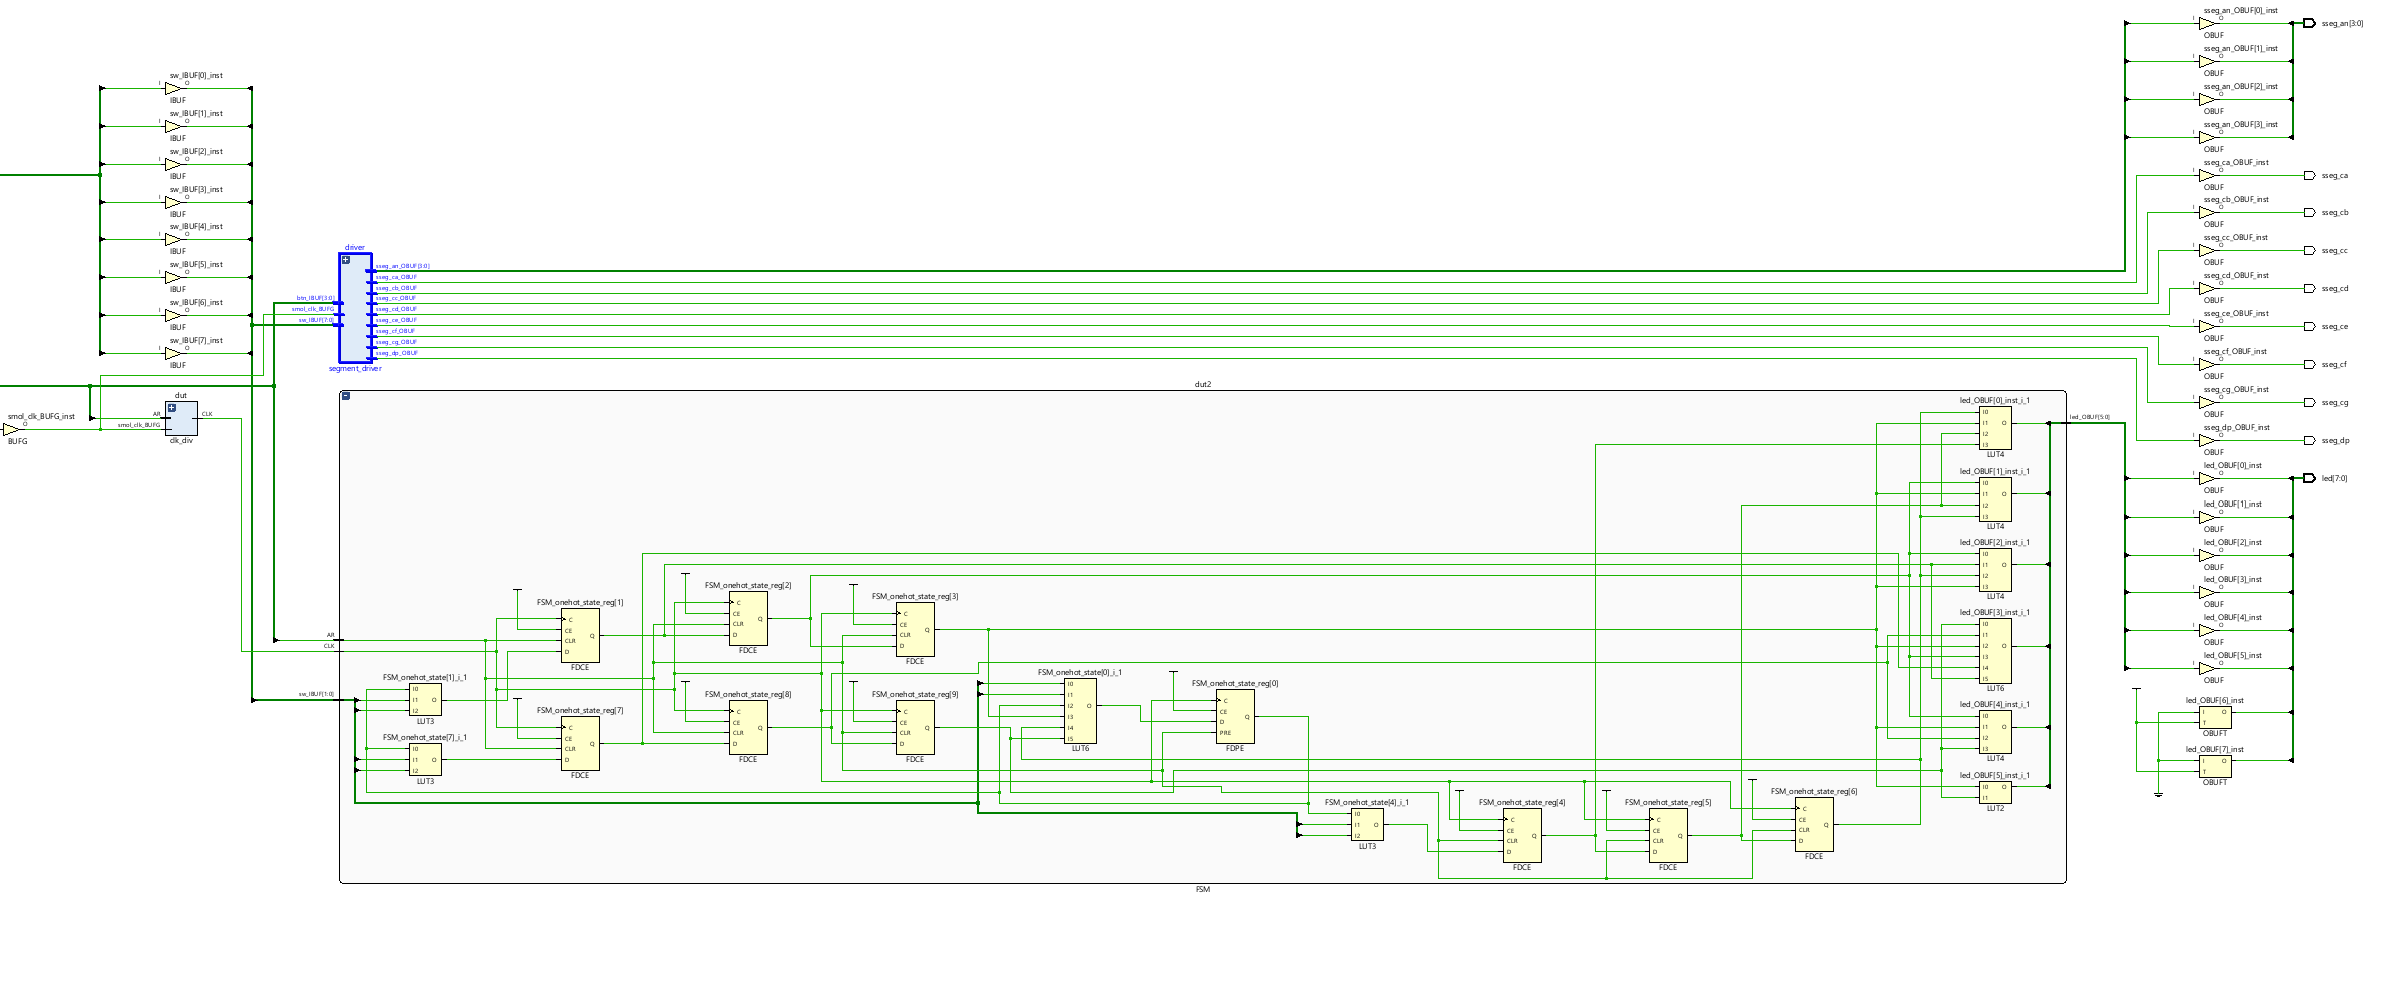 sw_IBUF[0]_inst
I
O
IBUF
sw_IBUF[1]_inst
I
O
IBUF
sw_IBUF[2]_inst
I
O
IBUF
sw_IBUF[3]_inst
I
O
IBUF
sw_IBUF[4]_inst
I
O
IBUF
sw_IBUF[5]_inst
I
O
IBUF
sw_IBUF[6]_inst
I
O
IBUF
sw_IBUF[7]_inst
I
O
IBUF
smol_clk_BUFG_inst
O
BUFG
dut
AR
smol_clk_BUFG
CLK
clk_div
driver
btn_IBUF[3:0]
smol_clk_BUFG
sw_IBUF[7:0]
sseg_an_OBUF[3:0]
sseg_ca_OBUF
sseg_cb_OBUF
sseg_cc_OBUF
sseg_cd_OBUF
sseg_ce_OBUF
sseg_cf_OBUF
sseg_cg_OBUF
sseg_dp_OBUF
segment_driver
dut2
AR
CLK
sw_IBUF[1:0]
FSM_onehot_state[1]_i_1
I0
I1
I2
O
LUT3
FSM_onehot_state[7]_i_1
I0
I1
I2
O
LUT3
FSM_onehot_state_reg[1]
C
CE
CLR
D
Q
FDCE
FSM_onehot_state_reg[7]
C
CE
CLR
D
Q
FDCE
FSM_onehot_state_reg[2]
C
CE
CLR
D
Q
FDCE
FSM_onehot_state_reg[8]
C
CE
CLR
D
Q
FDCE
FSM_onehot_state_reg[3]
C
CE
CLR
D
Q
FDCE
FSM_onehot_state_reg[9]
C
CE
CLR
D
Q
FDCE
FSM_onehot_state[0]_i_1
I0
I1
I2
I3
I4
I5
O
LUT6
FSM_onehot_state_reg[0]
C
CE
D
PRE
Q
FDPE
FSM_onehot_state[4]_i_1
I0
I1
I2
O
LUT3
FSM_onehot_state_reg[4]
C
CE
CLR
D
Q
FDCE
FSM_onehot_state_reg[5]
C
CE
CLR
D
Q
FDCE
FSM_onehot_state_reg[6]
C
CE
CLR
D
Q
FDCE
led_OBUF[0]_inst_i_1
I0
I1
I2
I3
O
LUT4
led_OBUF[1]_inst_i_1
I0
I1
I2
I3
O
LUT4
led_OBUF[2]_inst_i_1
I0
I1
I2
I3
O
LUT4
led_OBUF[3]_inst_i_1
I0
I1
I2
I3
I4
I5
O
LUT6
led_OBUF[4]_inst_i_1
I0
I1
I2
I3
O
LUT4
led_OBUF[5]_inst_i_1
I0
I1
O
LUT2
led_OBUF[5:0]
FSM
sseg_an_OBUF[0]_inst
I
O
OBUF
sseg_an[3:0]
sseg_an_OBUF[1]_inst
I
O
OBUF
sseg_an_OBUF[2]_inst
I
O
OBUF
sseg_an_OBUF[3]_inst
I
O
OBUF
sseg_ca_OBUF_inst
I
O
OBUF
sseg_ca
sseg_cb_OBUF_inst
I
O
OBUF
sseg_cb
sseg_cc_OBUF_inst
I
O
OBUF
sseg_cc
sseg_cd_OBUF_inst
I
O
OBUF
sseg_cd
sseg_ce_OBUF_inst
I
O
OBUF
sseg_ce
sseg_cf_OBUF_inst
I
O
OBUF
sseg_cf
sseg_cg_OBUF_inst
I
O
OBUF
sseg_cg
sseg_dp_OBUF_inst
I
O
OBUF
sseg_dp
led_OBUF[0]_inst
I
O
OBUF
led[7:0]
led_OBUF[1]_inst
I
O
OBUF
led_OBUF[2]_inst
I
O
OBUF
led_OBUF[3]_inst
I
O
OBUF
led_OBUF[4]_inst
I
O
OBUF
led_OBUF[5]_inst
I
O
OBUF
led_OBUF[6]_inst
I
T
O
OBUFT
led_OBUF[7]_inst
I
T
O
OBUFT